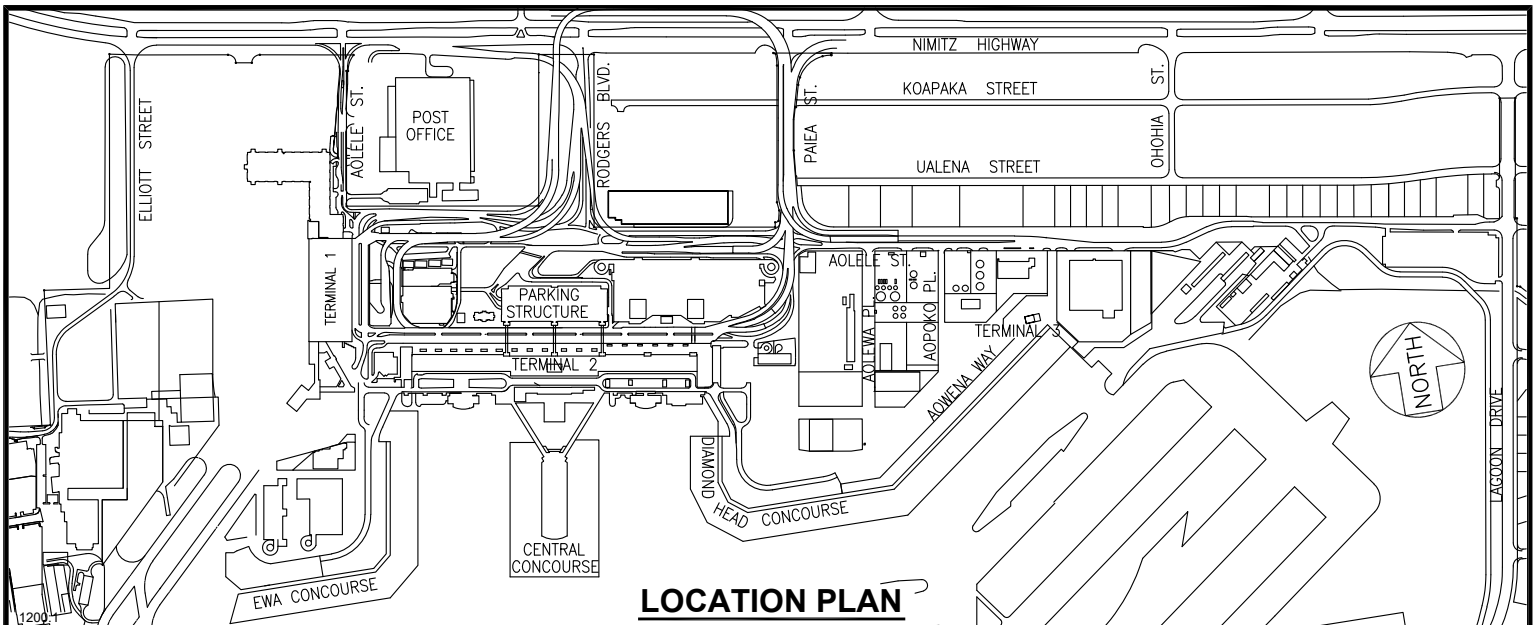 NIMITZ HIGHWAY
KOAPAKA STREET
UALENA STREET
ELLIOTT STREET
AOLELE ST.
POST
OFFICE
RODGERS BLVD.
PAIEA ST.
OHOHIA ST.
TERMINAL 1
PARKING
STRUCTURE
TERMINAL 2
AOLELE ST.
AOLEWA PL.
AOPOKO PL.
TERMINAL 3
AOWENA WAY
NORTH
LAGOON DRIVE
DIAMOND
HEAD CONCOURSE
CENTRAL
CONCOURSE
EWA CONCOURSE
LOCATION PLAN
1200.1